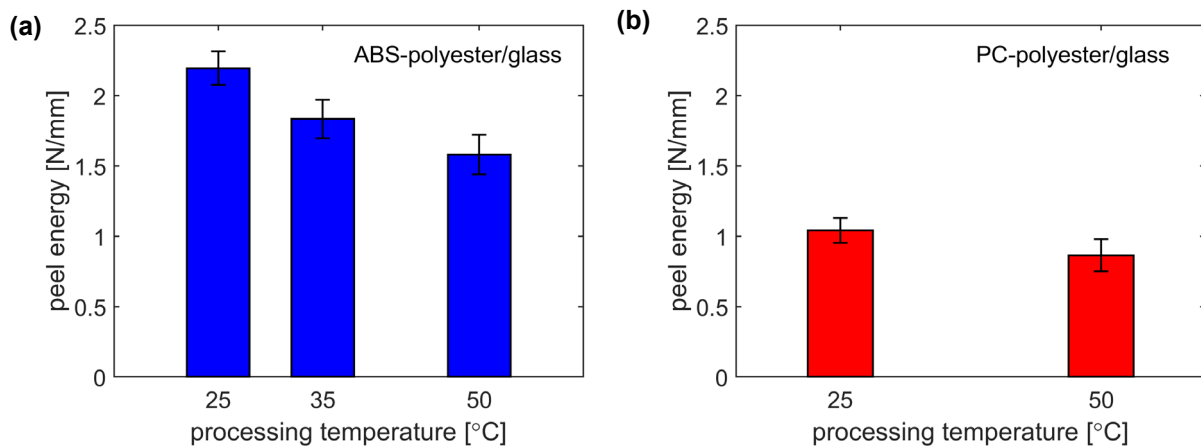 (a)
ABS-polyester/glass
peel energy [N/mm]
2.5
2
1.5
1
0.5
0
25 35 50
processing temperature [°C]
(b)
PC-polyester/glass
peel energy [N/mm]
2.5
2
1.5
1
0.5
0
25 50
processing temperature [°C]